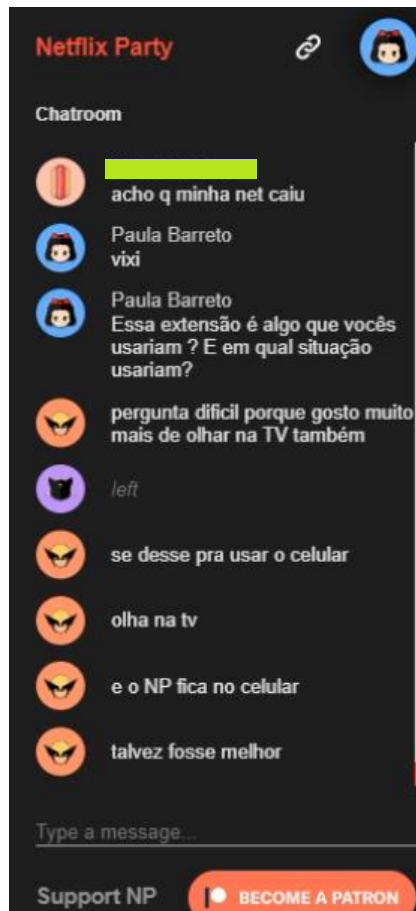 Netflix Party
Chatroom
acho q minha net caiu
Paula Barreto
vixi
Paula Barreto
Essa extensão é algo que vocês
usariam ? E em qual situação
usariam?
pergunta dificil porque gosto muito
mais de olhar na TV também
left
se desse pra usar o celular
olha na tv
e o NP fica no celular
talvez fosse melhor
Type a message...
Support NP
BECOME A PATRON